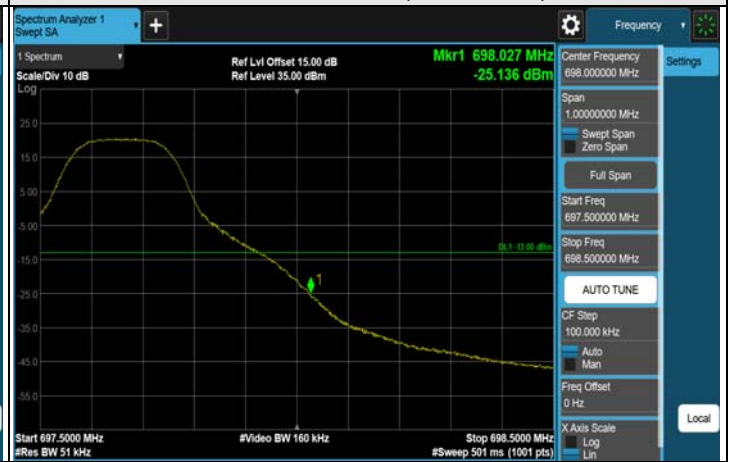 Spectrum Analyzer 1
Swept SA
+
Frequency
1 Spectrum
Scale/Div 10 dB
Log
Ref Lvl Offset 15.00 dB
Ref Level 35.00 dBm
Mkr1 698.027 MHz
-25.136 dBm
25.0
15.0
5.00
-5.00
-15.0
-25.0
-35.0
-45.0
-55.0
DL1 -13.00 dBm
1
Start 697.5000 MHz
#Res BW 51 kHz
#Video BW 160 kHz
Stop 698.5000 MHz
#Sweep 501 ms (1001 pts)
Center Frequency
698.000000 MHz
Settings
Span
1.00000000 MHz
Swept Span
Zero Span
Full Span
Start Freq
697.500000 MHz
Stop Freq
698.500000 MHz
AUTO TUNE
CF Step
100.000 kHz
Auto
Man
Freq Offset
0 Hz
X Axis Scale
Log
Lin
Local